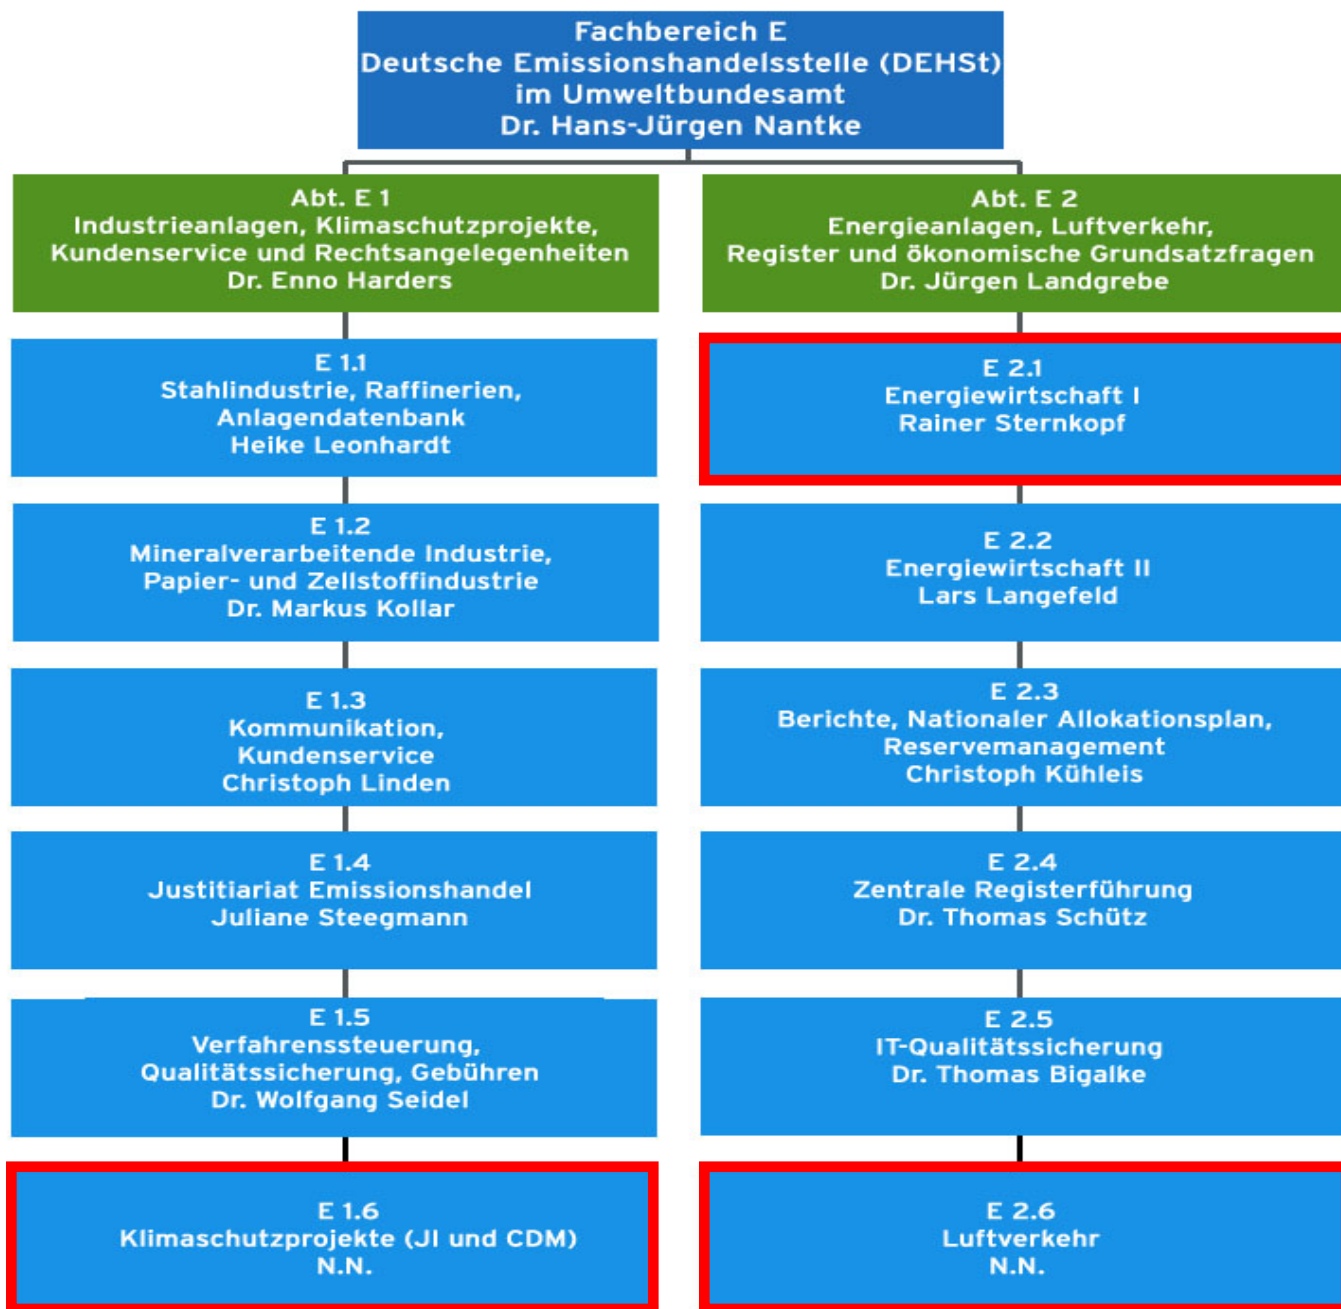 Fachbereich E
Deutsche Emissionshandelsstelle (DEHSt)
im Umweltbundesamt
Dr. Hans-Jürgen Nantke
Abt. E 1
Industrieanlagen, Klimaschutzprojekte,
Kundenservice und Rechtsangelegenheiten
Dr. Enno Harders
E 1.1
Stahlindustrie, Raffinerien,
Anlagendatenbank
Heike Leonhardt
E 1.2
Mineralverarbeitende Industrie,
Papier- und Zellstoffindustrie
Dr. Markus Kollar
E 1.3
Kommunikation,
Kundenservice
Christoph Linden
E 1.4
Justitiariat Emissionshandel
Juliane Steegmann
E 1.5
Verfahrenssteuerung,
Qualitätssicherung, Gebühren
Dr. Wolfgang Seidel
E 1.6
Klimaschutzprojekte (JI und CDM)
N.N.
Abt. E 2
Energieanlagen, Luftverkehr,
Register und ökonomische Grundsatzfragen
Dr. Jürgen Landgrebe
E 2.1
Energiewirtschaft I
Rainer Sternkopf
E 2.2
Energiewirtschaft II
Lars Langefeld
E 2.3
Berichte, Nationaler Allokationsplan,
Reservemanagement
Christoph Kühleis
E 2.4
Zentrale Registerführung
Dr. Thomas Schütz
E 2.5
IT-Qualitätssicherung
Dr. Thomas Bigalke
E 2.6
Luftverkehr
N.N.